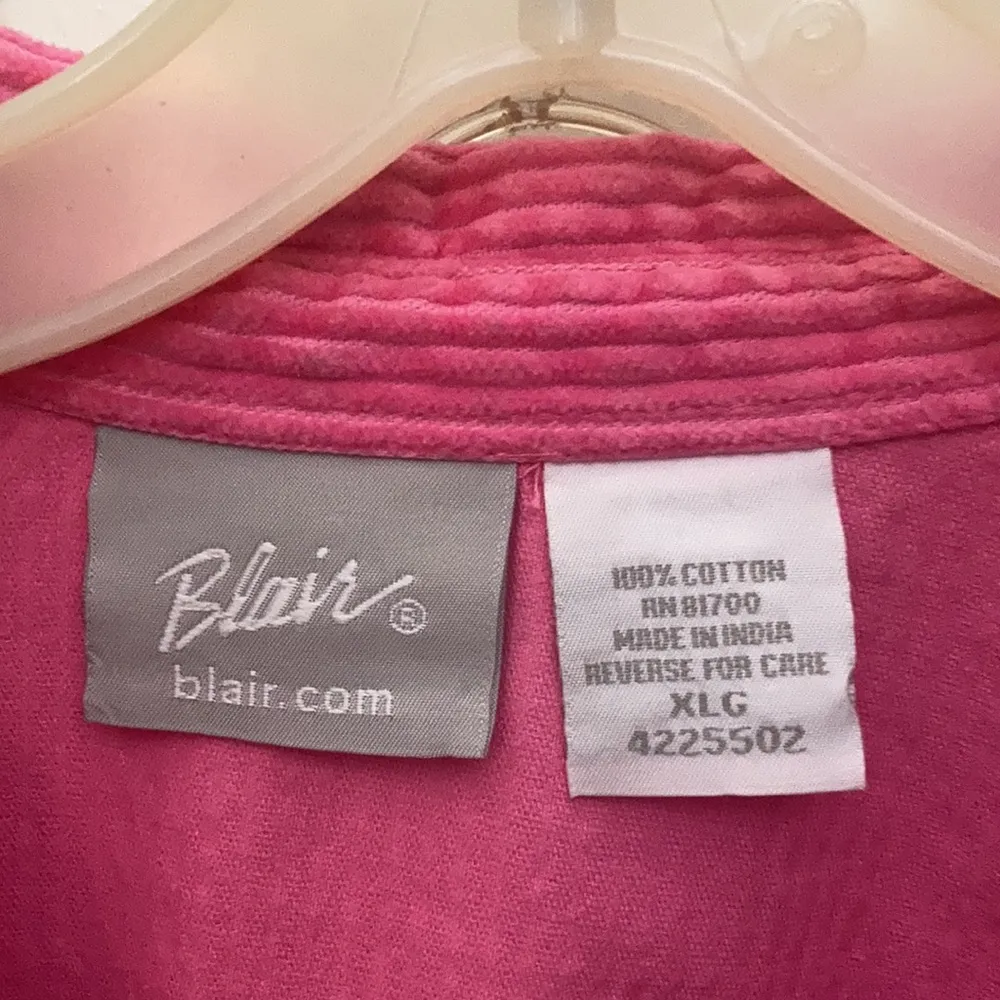 Blair®
blair.com
100% COTTON
RN 81700
MADE IN INDIA
REVERSE FOR CARE
XLG
4225502